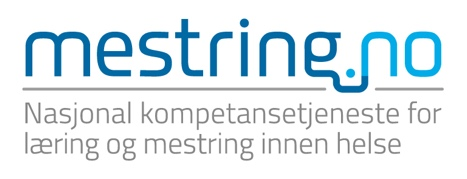 mestring.no
Nasjonal kompetansetjeneste for
læring og mestring innen helse